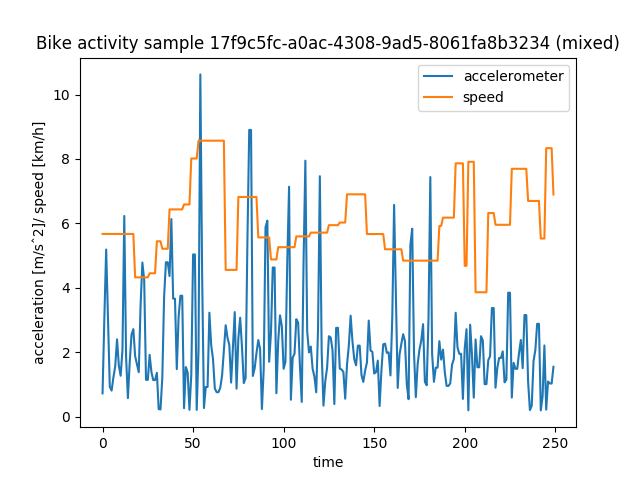 Bike activity sample 17f9c5fc-a0ac-4308-9ad5-8061fa8b3234 (mixed)
accelerometer
speed
acceleration [m/s^2]/ speed [km/h]
10
8
6
4
2
0
0 50 100 150 200 250
time